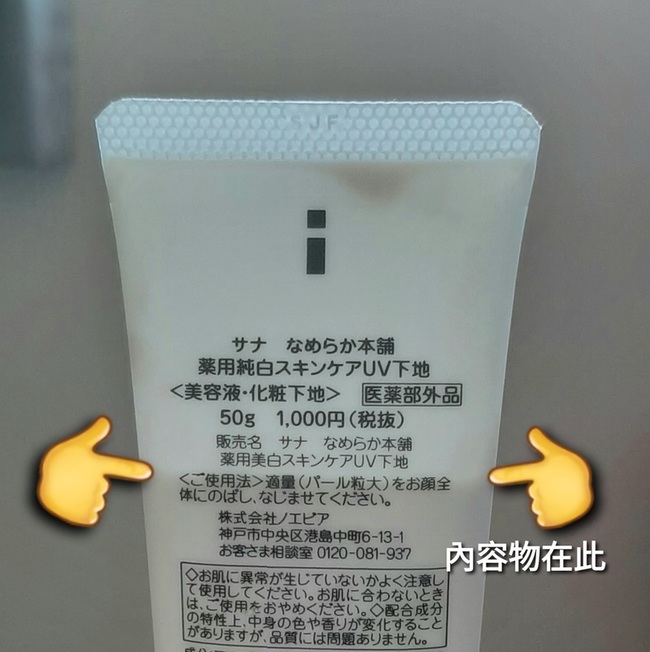 SJF
i
サナ なめらか本舗
薬用純白スキンケアUV下地
<美容液・化粧下地> 医薬部外品
50g 1,000円(税抜)
販売名 サナ なめらか本舗
薬用美白スキンケアUV下地
<ご使用法>適量(パール粒大)をお顔全
体にのばし、なじませてください。
株式会社ノエビア
神戸市中央区港島中町6-13-1
お客さま相談室 0120-081-937
內容物在此
◇お肌に異常が生じていないかよく注意し
て使用してください。お肌に合わないとき
は、ご使用をおやめください。◇配合成分
の特性上、中身の色や香りが変化すること
がありますが、品質には問題ありません。